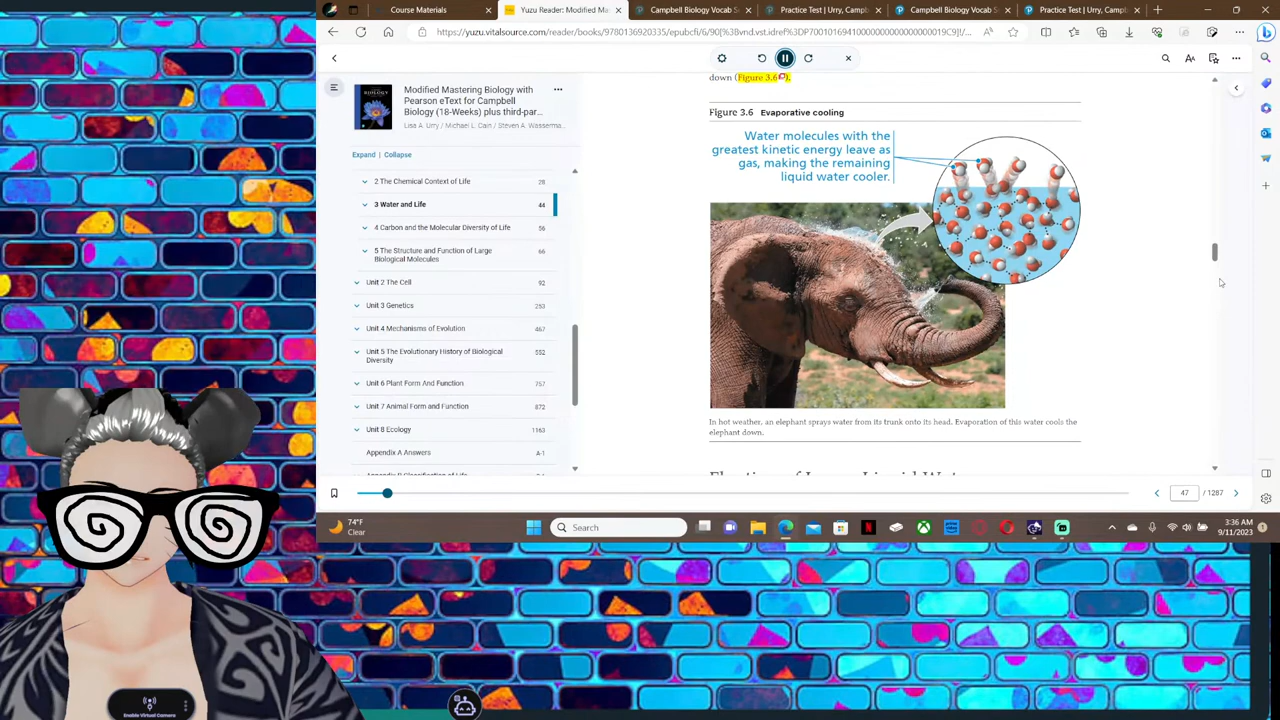 Course Materials
Yuzu Reader: Modified Ma
Campbell Biology Vocab S
Practice Test | Urry, Campb
Campbell Biology Vocab S
Practice Test | Urry, Camp
https://yuzu.vitalsource.com/reader/books/9780136920335/epubcfi/6/90[%3Bvnd.vst.idref%3DP70010169410000000000000000019C9]!/...
Modified Mastering Biology with
Pearson eText for Campbell
Biology (18-Weeks) plus third-par...
Lisa A. Urry / Michael L. Cain / Steven A. Wasserma...
Expand | Collapse
2 The Chemical Context of Life 28
3 Water and Life 44
4 Carbon and the Molecular Diversity of Life 56
5 The Structure and Function of Large
Biological Molecules 66
Unit 2 The Cell 92
Unit 3 Genetics 253
Unit 4 Mechanisms of Evolution 467
Unit 5 The Evolutionary History of Biological
Diversity 552
Unit 6 Plant Form And Function 757
Unit 7 Animal Form and Function 872
Unit 8 Ecology 1163
Appendix A Answers A-1
down (Figure 3.6).
Figure 3.6 Evaporative cooling
Water molecules with the
greatest kinetic energy leave as
gas, making the remaining
liquid water cooler.
In hot weather, an elephant sprays water from its trunk onto its head. Evaporation of this water cools the
elephant down.
47 / 1287
74°F
Clear
Search
3:36 AM
9/11/2023
Enable Virtual Camera